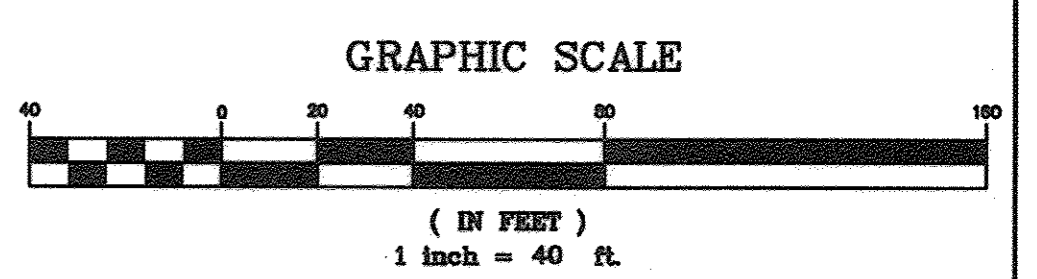 GRAPHIC SCALE
40 0 20 40 80 160
( IN FEET )
1 inch = 40 ft.